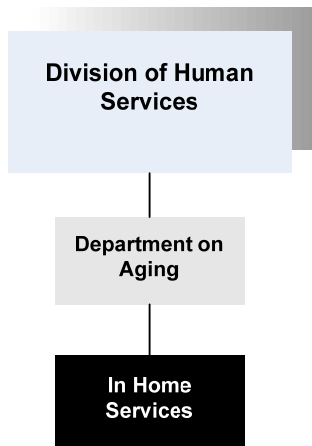 Division of Human
Services
Department on
Aging
In Home
Services